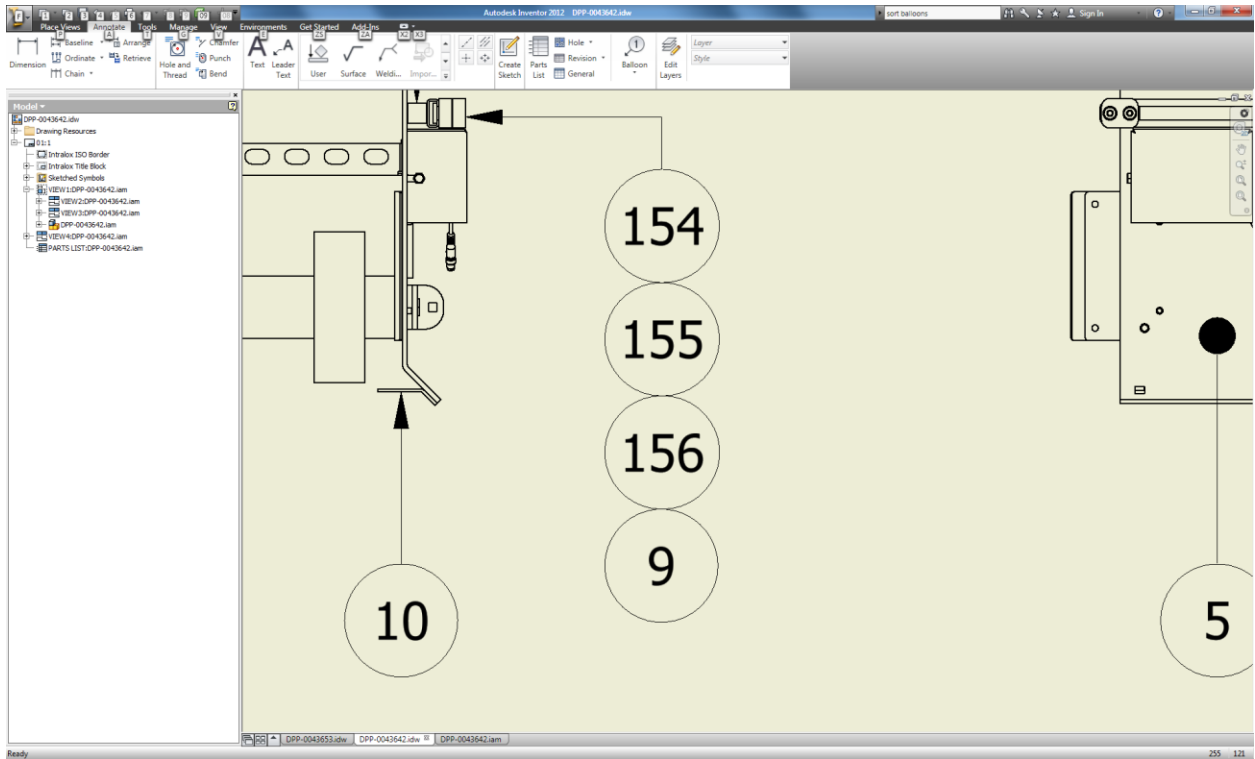 Autodesk Inventor 2012   DPP-0043642.idw
sort balloons
Sign In
Place Views Annotate Tools Manage View Environments Get Started Add-Ins
Dimension
Baseline
Ordinate
Chain
Arrange
Retrieve
Hole and Thread
Chamfer
Punch
Bend
Text
Leader Text
User
Surface
Weldi...
Impor...
Create Sketch
Parts List
Hole
Revision
General
Balloon
Edit Layers
Layer
Style
Model
DPP-0043642.idw
Drawing Resources
01:1
Intralox ISO Border
Intralox Title Block
Sketched Symbols
VIEW1:DPP-0043642.iam
VIEW2:DPP-0043642.iam
VIEW3:DPP-0043642.iam
DPP-0043642.iam
VIEW4:DPP-0043642.iam
PARTS LIST:DPP-0043642.iam
154
155
156
9
10
5
DPP-0043653.idw DPP-0043642.idw DPP-0043642.iam
Ready
255 121